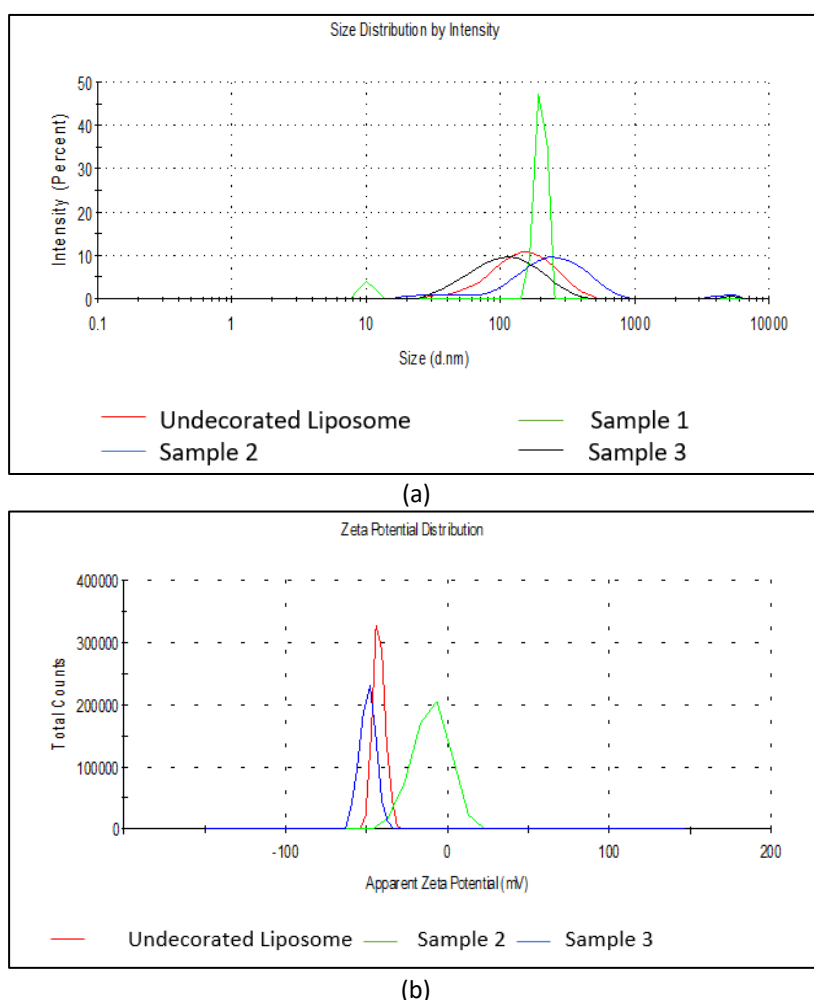 Size Distribution by Intensity
50
40
30
20
10
0
Intensity (Percent)
0.1 1 10 100 1000 10000
Size (d.nm)
Undecorated Liposome Sample 1
Sample 2 Sample 3
(a)
Zeta Potential Distribution
400000
300000
200000
100000
0
Total Counts
-100 0 100 200
Apparent Zeta Potential (mV)
Undecorated Liposome Sample 2 Sample 3
(b)